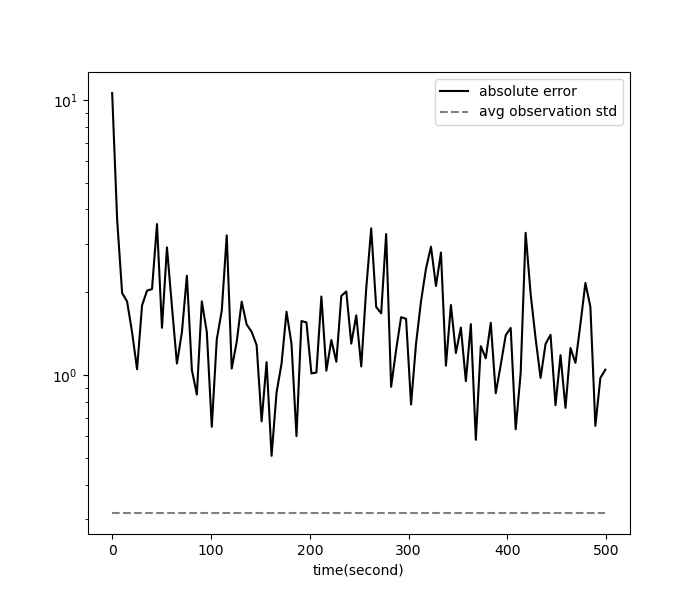 absolute error
avg observation std
10¹
10⁰
0 100 200 300 400 500
time(second)